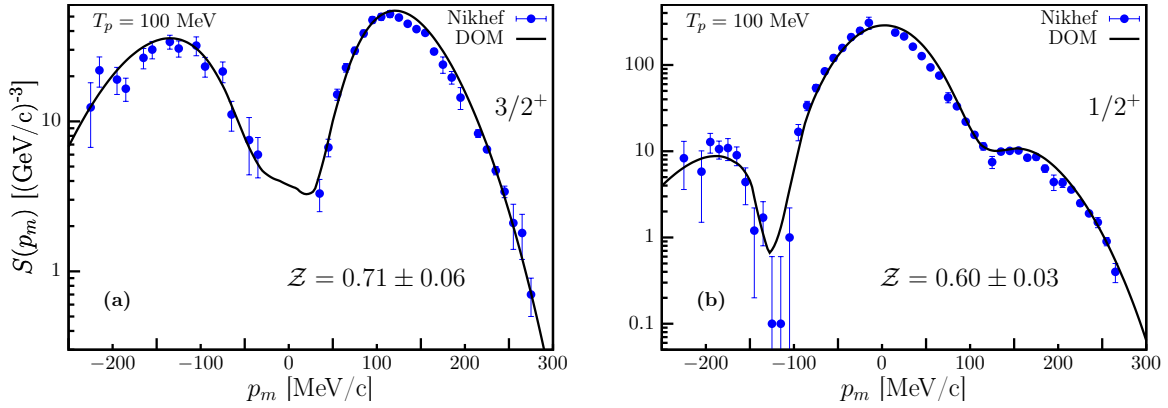 T_p = 100 MeV
Nikhef
DOM
3/2⁺
S(p_m) [(GeV/c)⁻³]
10
1
𝒵 = 0.71 ± 0.06
(a)
−200 −100 0 100 200 300
p_m [MeV/c]
T_p = 100 MeV
Nikhef
DOM
1/2⁺
100
10
1
0.1
𝒵 = 0.60 ± 0.03
(b)
−200 −100 0 100 200 300
p_m [MeV/c]